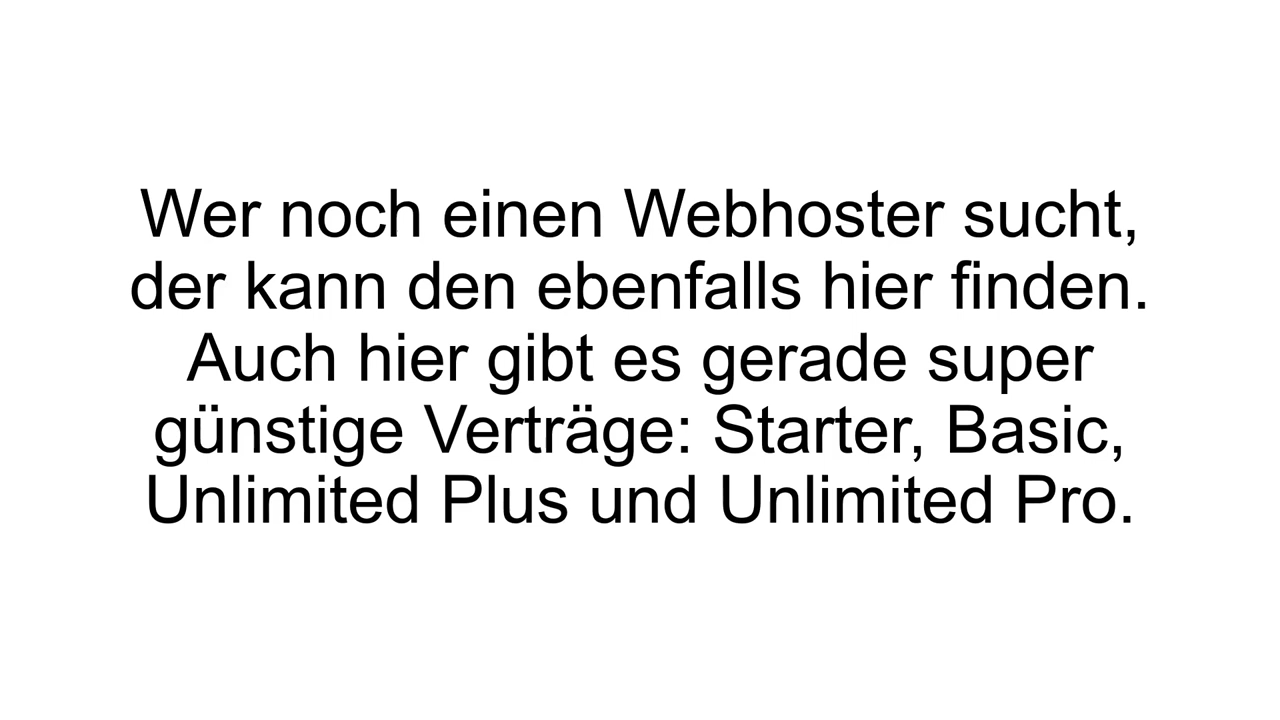 Wer noch einen Webhoster sucht,
der kann den ebenfalls hier finden.
Auch hier gibt es gerade super
günstige Verträge: Starter, Basic,
Unlimited Plus und Unlimited Pro.